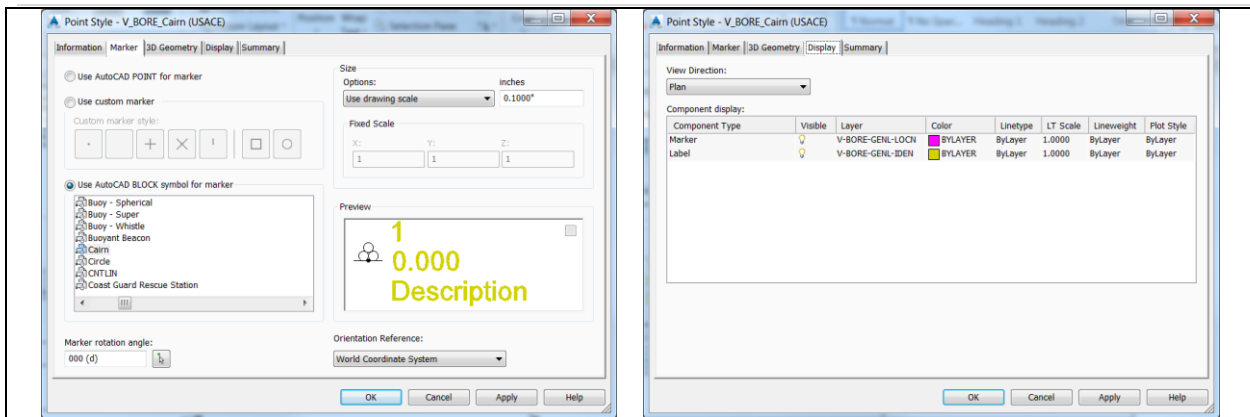 Point Style - V_BORE_Cairn (USACE)
Information Marker 3D Geometry Display Summary
Use AutoCAD POINT for marker
Use custom marker
Custom marker style:
Use AutoCAD BLOCK symbol for marker
Buoy - Spherical
Buoy - Super
Buoy - Whistle
Buoyant Beacon
Cairn
Circle
CNTLIN
Coast Guard Rescue Station
Marker rotation angle:
000 (d)
Size
Options: inches
Use drawing scale 0.1000"
Fixed Scale
X: Y: Z:
1 1 1
Preview
1
0.000
Description
Orientation Reference:
World Coordinate System
OK Cancel Apply Help
Point Style - V_BORE_Cairn (USACE)
Information Marker 3D Geometry Display Summary
View Direction:
Plan
Component display:
Component Type Visible Layer Color Linetype LT Scale Lineweight Plot Style
Marker V-BORE-GENL-LOCN BYLAYER ByLayer 1.0000 ByLayer ByLayer
Label V-BORE-GENL-IDEN BYLAYER ByLayer 1.0000 ByLayer ByLayer
OK Cancel Apply Help